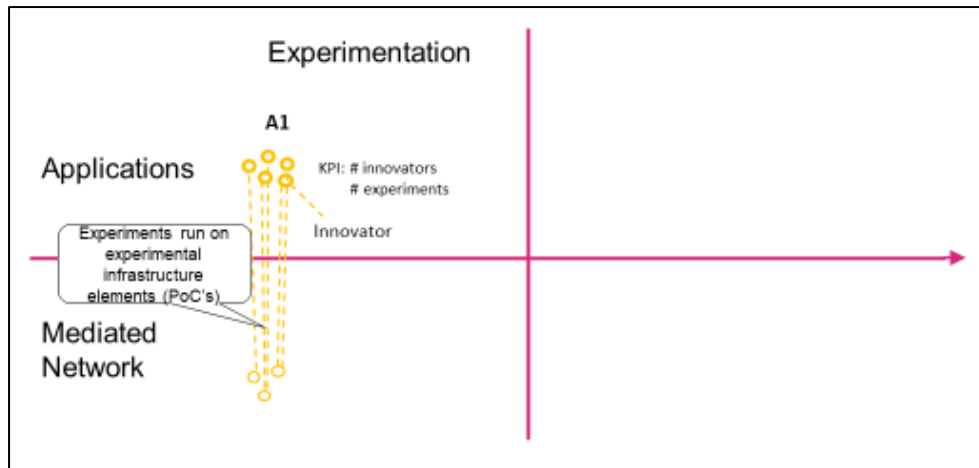 Experimentation
A1
Applications
KPI: # innovators
# experiments
Innovator
Experiments run on
experimental
infrastructure
elements (PoC's)
Mediated
Network